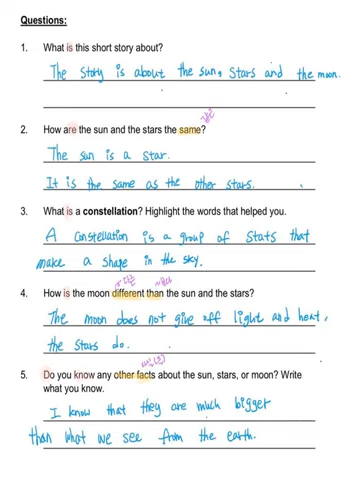 Questions:
1. What is this short story about?
The story is about the sun, stars and the moon.
2. How are the sun and the stars the same?
The sun is a star.
It is the same as the other stars.
3. What is a constellation? Highlight the words that helped you.
A constellation is a group of stats that
make a shape in the sky.
4. How is the moon different than the sun and the stars?
The moon does not give off light and heat,
the stars do.
5. Do you know any other facts about the sun, stars, or moon? Write
what you know.
I know that they are much bigger
than what we see from the earth.